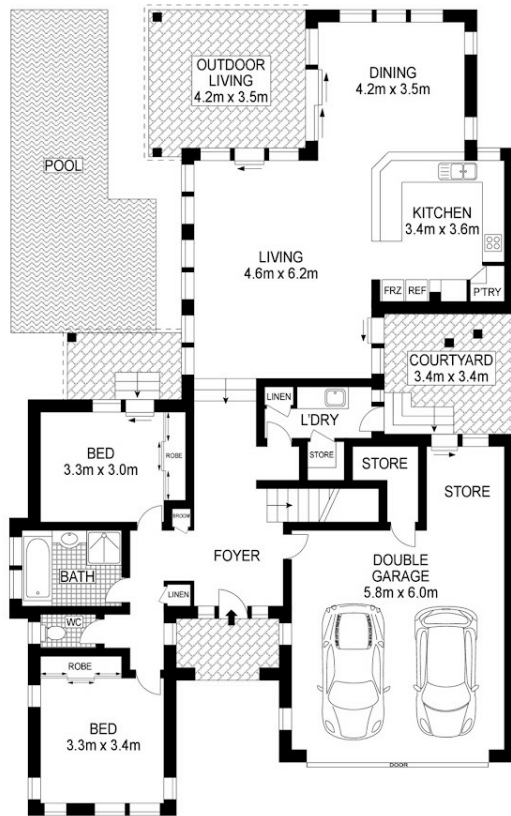 OUTDOOR
LIVING
4.2m x 3.5m
DINING
4.2m x 3.5m
POOL
KITCHEN
3.4m x 3.6m
LIVING
4.6m x 6.2m
FRZ
REF
P'TRY
COURTYARD
3.4m x 3.4m
LINEN
L'DRY
BED
3.3m x 3.0m
ROBE
STORE
STORE
STORE
BROOM
FOYER
DOUBLE
GARAGE
5.8m x 6.0m
BATH
LINEN
WC
ROBE
BED
3.3m x 3.4m
DOOR